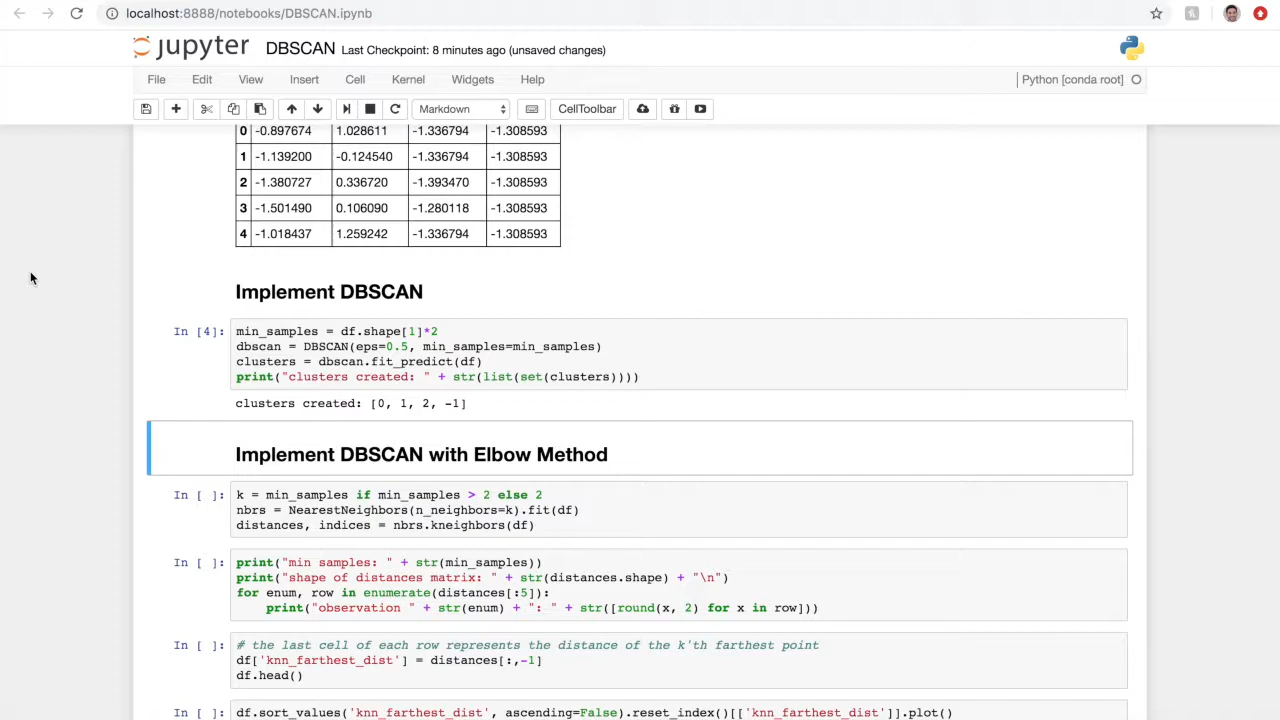 localhost:8888/notebooks/DBSCAN.ipynb
jupyter DBSCAN Last Checkpoint: 8 minutes ago (unsaved changes)
File Edit View Insert Cell Kernel Widgets Help Python [conda root]
Markdown CellToolbar
0 -0.897674 1.028611 -1.336794 -1.308593
1 -1.139200 -0.124540 -1.336794 -1.308593
2 -1.380727 0.336720 -1.393470 -1.308593
3 -1.501490 0.106090 -1.280118 -1.308593
4 -1.018437 1.259242 -1.336794 -1.308593
Implement DBSCAN
In [4]: min_samples = df.shape[1]*2
dbscan = DBSCAN(eps=0.5, min_samples=min_samples)
clusters = dbscan.fit_predict(df)
print("clusters created: " + str(list(set(clusters))))
clusters created: [0, 1, 2, -1]
Implement DBSCAN with Elbow Method
In [ ]: k = min_samples if min_samples > 2 else 2
nbrs = NearestNeighbors(n_neighbors=k).fit(df)
distances, indices = nbrs.kneighbors(df)
In [ ]: print("min samples: " + str(min_samples))
print("shape of distances matrix: " + str(distances.shape) + "\n")
for enum, row in enumerate(distances[:5]):
print("observation " + str(enum) + ": " + str([round(x, 2) for x in row]))
In [ ]: # the last cell of each row represents the distance of the k'th farthest point
df['knn_farthest_dist'] = distances[:,-1]
df.head()
In [ ]: df.sort_values('knn_farthest_dist', ascending=False).reset_index()[['knn_farthest_dist']].plot()